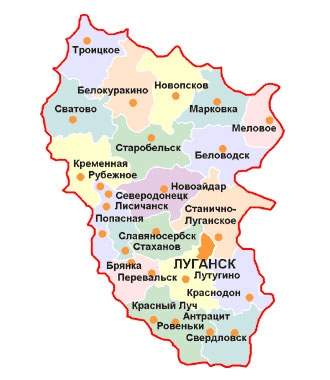 Троицкое
Новопсков
Белокуракино
Марковка
Сватово
Меловое
Старобельск
Беловодск
Кременная
Рубежное
Новоайдар
Северодонецк
Лисичанск
Станично-
Луганское
Попасная
Славяносербск
Стаханов
Брянка
ЛУГАНСК
Перевальск
Лутугино
Краснодон
Красный Луч
Антрацит
Ровеньки
Свердловск